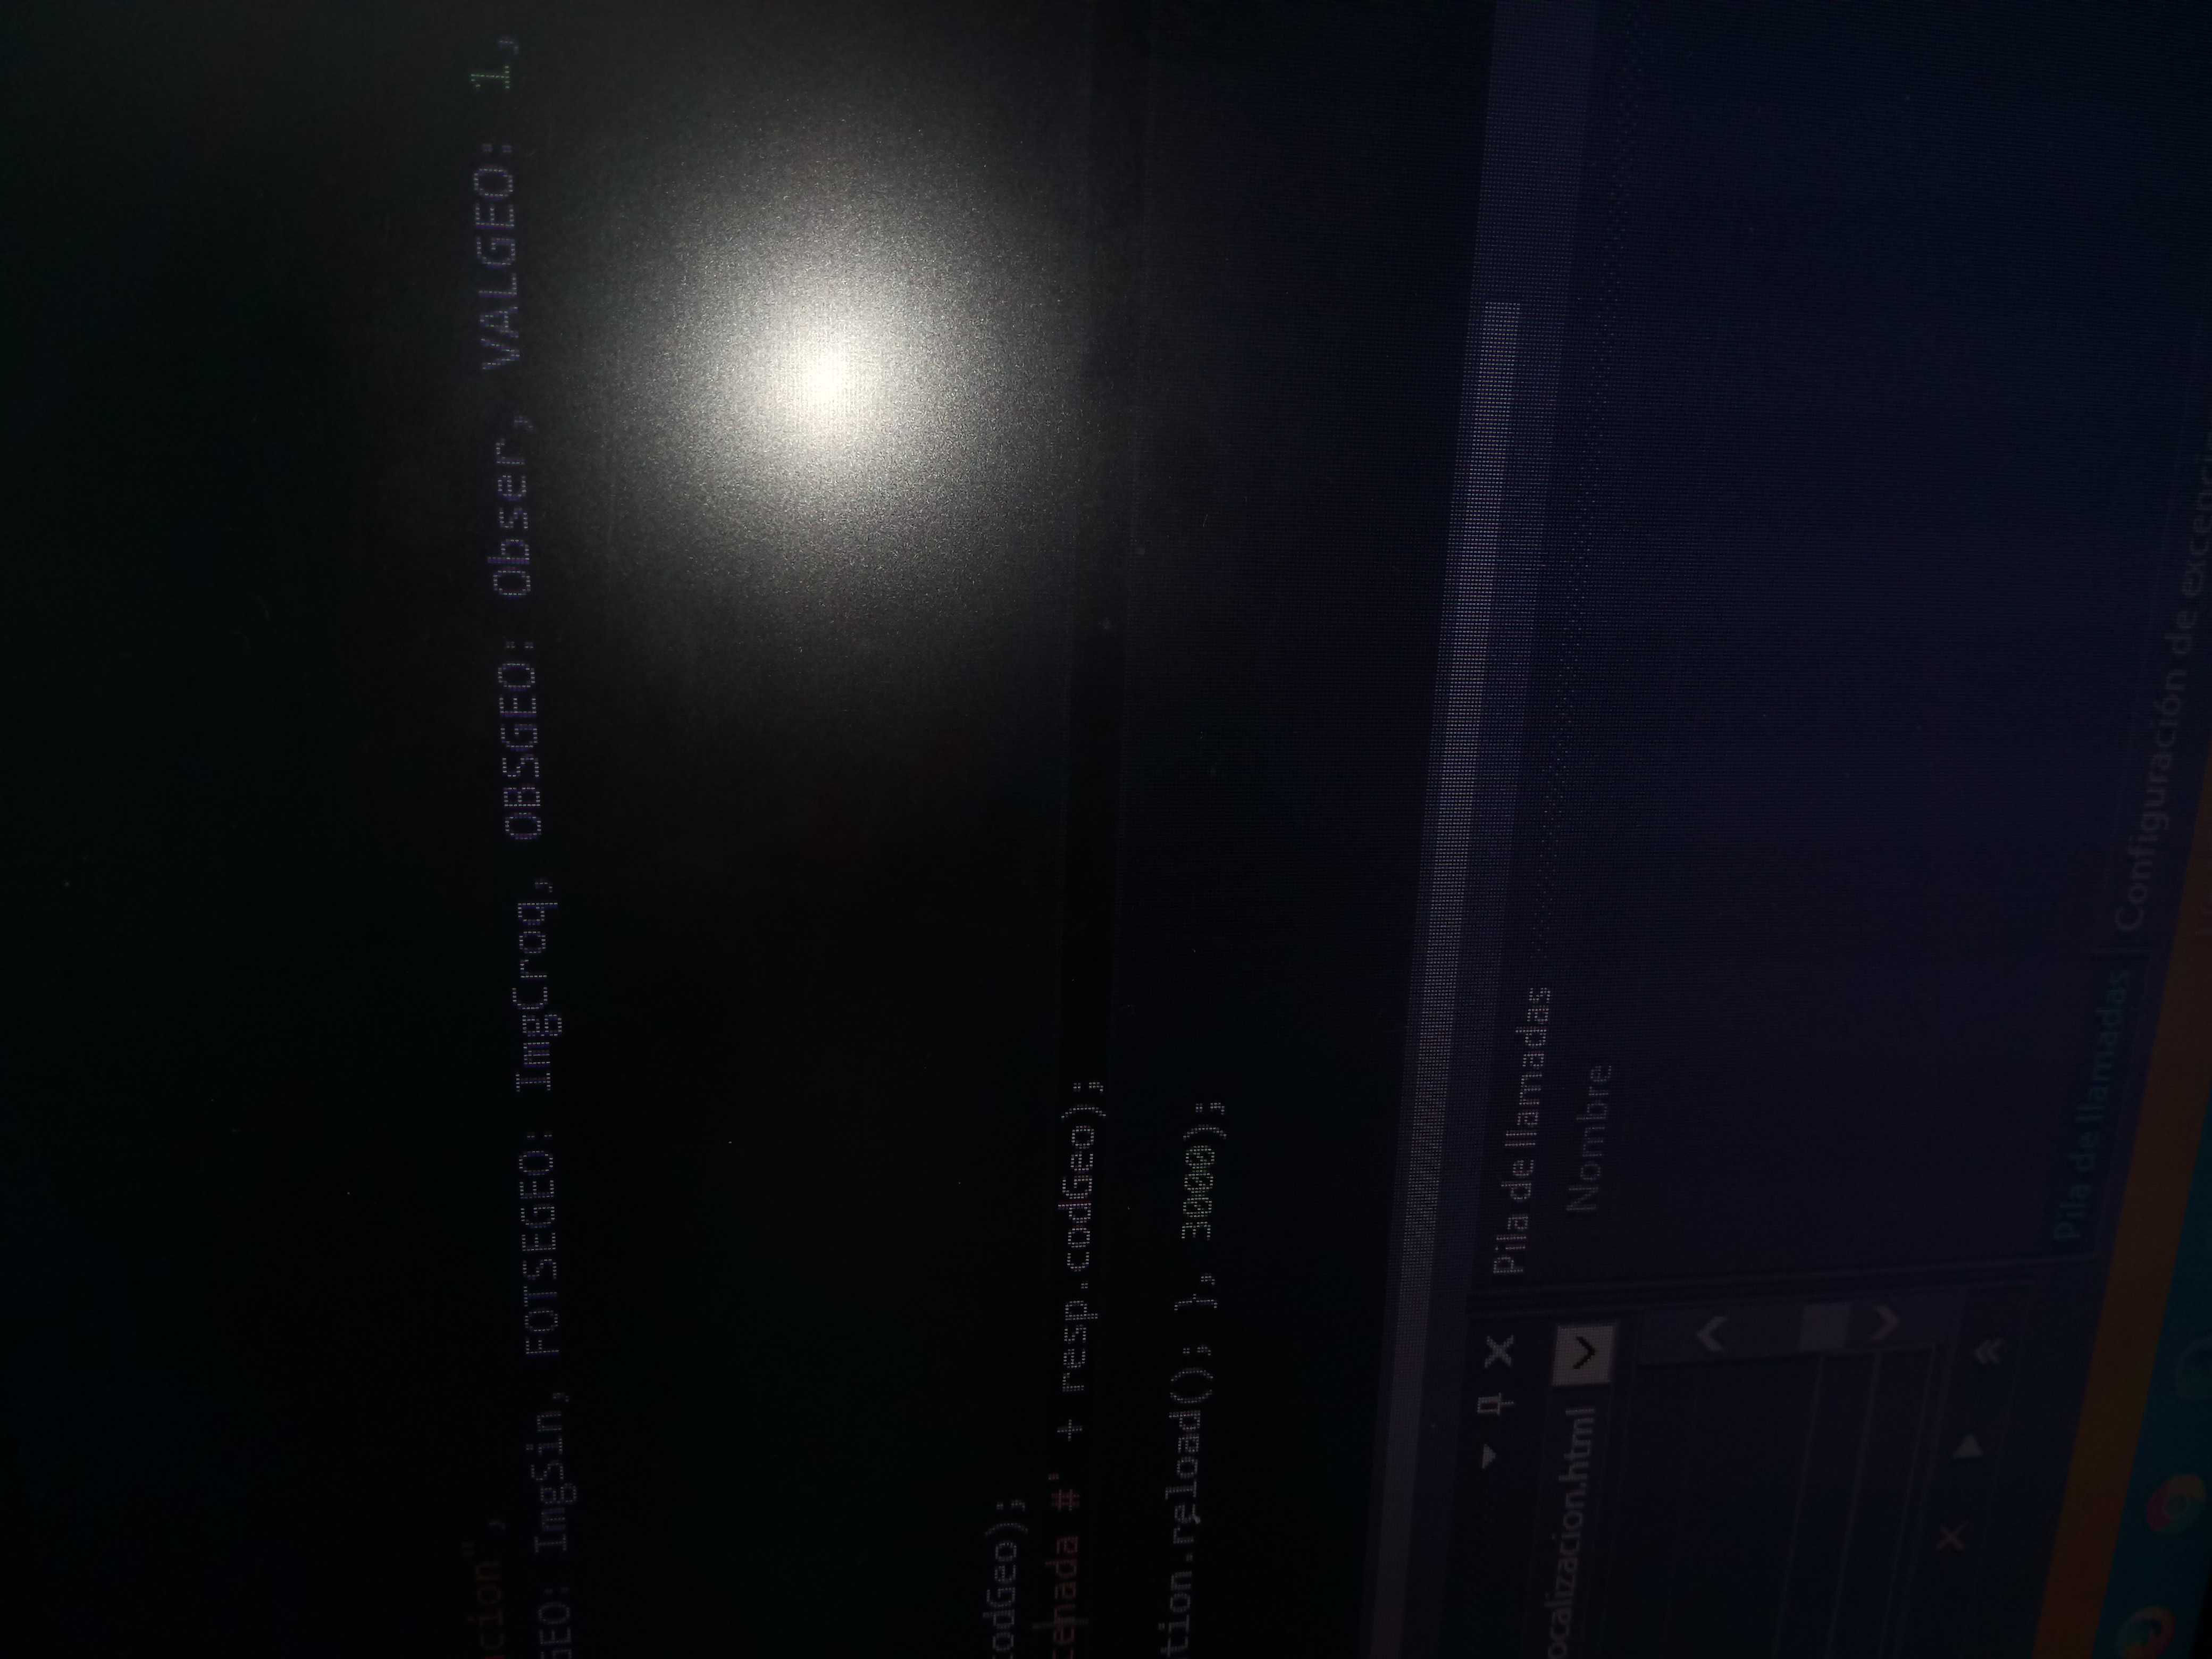 cion",
GEO: ImgSin, FOTSEGEO: ImgCroq, OBSGEO: Obser, VALGEO: 1,
codGeo);
cenada #" + resp.codGeo);
tion.reload(); }, 3000);
Pila de llamadas
ocalizacion.html
Nombre
Pila de llamadas
Configuración de excepci